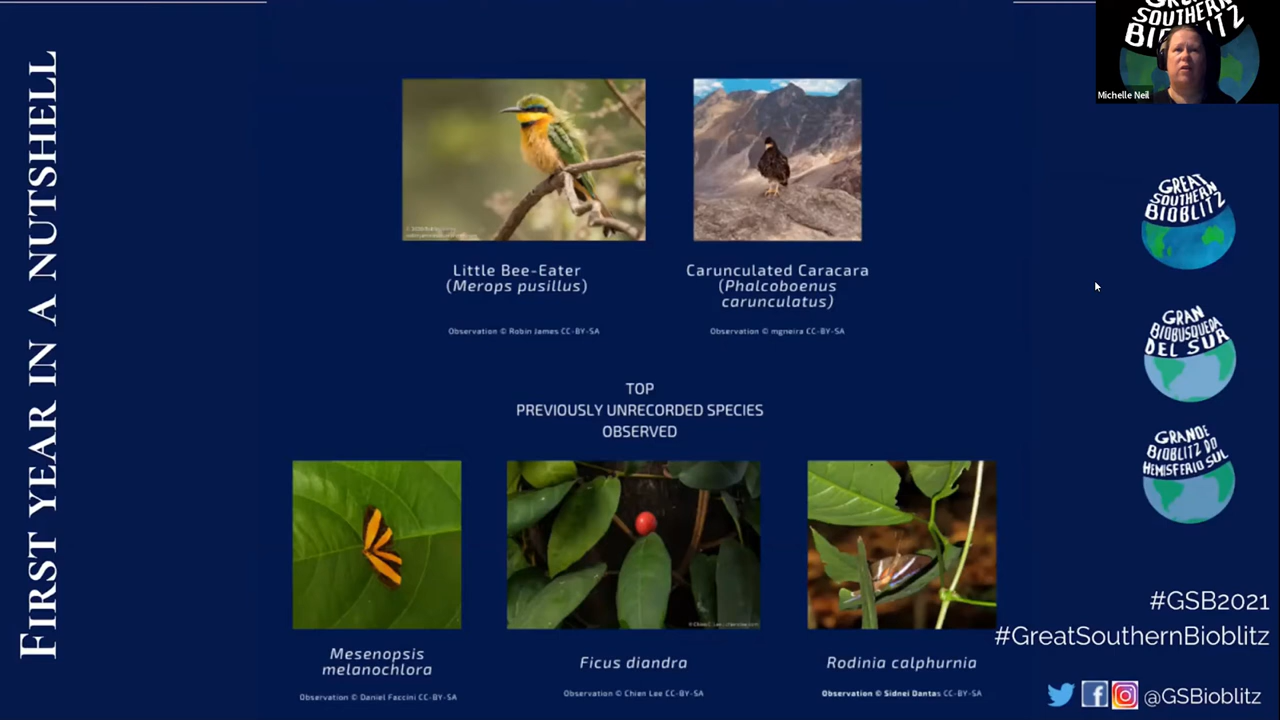 FIRST YEAR IN A NUTSHELL
GREAT
SOUTHERN
BIOBLITZ
Michelle Neil
Little Bee-Eater
(Merops pusillus)
Observation © Robin James CC-BY-SA
Carunculated Caracara
(Phalcoboenus
carunculatus)
Observation © mgneira CC-BY-SA
TOP
PREVIOUSLY UNRECORDED SPECIES
OBSERVED
Mesenopsis
melanochlora
Observation © Daniel Faccini CC-BY-SA
Ficus diandra
Observation © Chien Lee CC-BY-SA
Rodinia calphurnia
Observation © Sidnei Dantas CC-BY-SA
GREAT
SOUTHERN
BIOBLITZ
GRAN
BIOBUSQUEDA
DEL SUR
GRANDE
BIOBLITZ DO
HEMISFERIO SUL
#GSB2021
#GreatSouthernBioblitz
@GSBioblitz